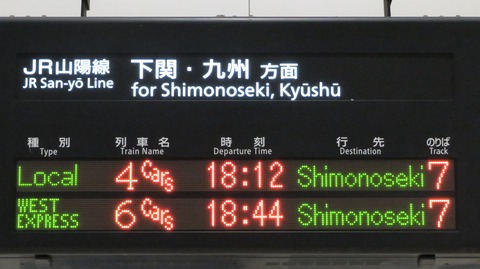 JR山陽線 下関・九州 方面
JR San-yō Line for Shimonoseki, Kyūshū
種別 列車名 時刻 行先 のりば
Type Train Name Departure Time Destination Track
Local 4 Cars 18:12 Shimonoseki 7
WEST EXPRESS 6 Cars 18:44 Shimonoseki 7